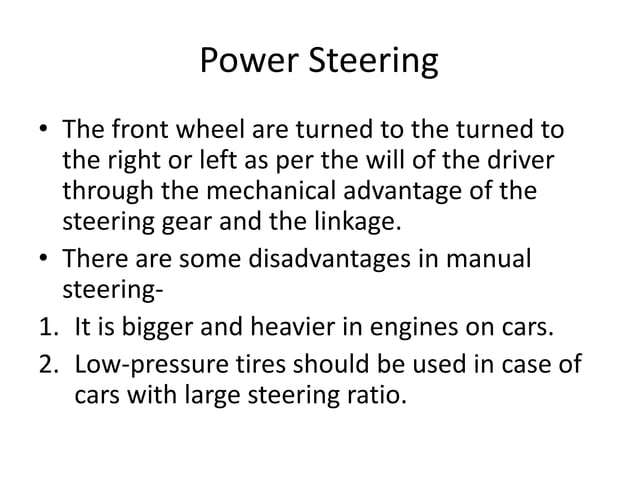 Power Steering
• The front wheel are turned to the turned to
the right or left as per the will of the driver
through the mechanical advantage of the
steering gear and the linkage.
• There are some disadvantages in manual
steering-
1. It is bigger and heavier in engines on cars.
2. Low-pressure tires should be used in case of
cars with large steering ratio.